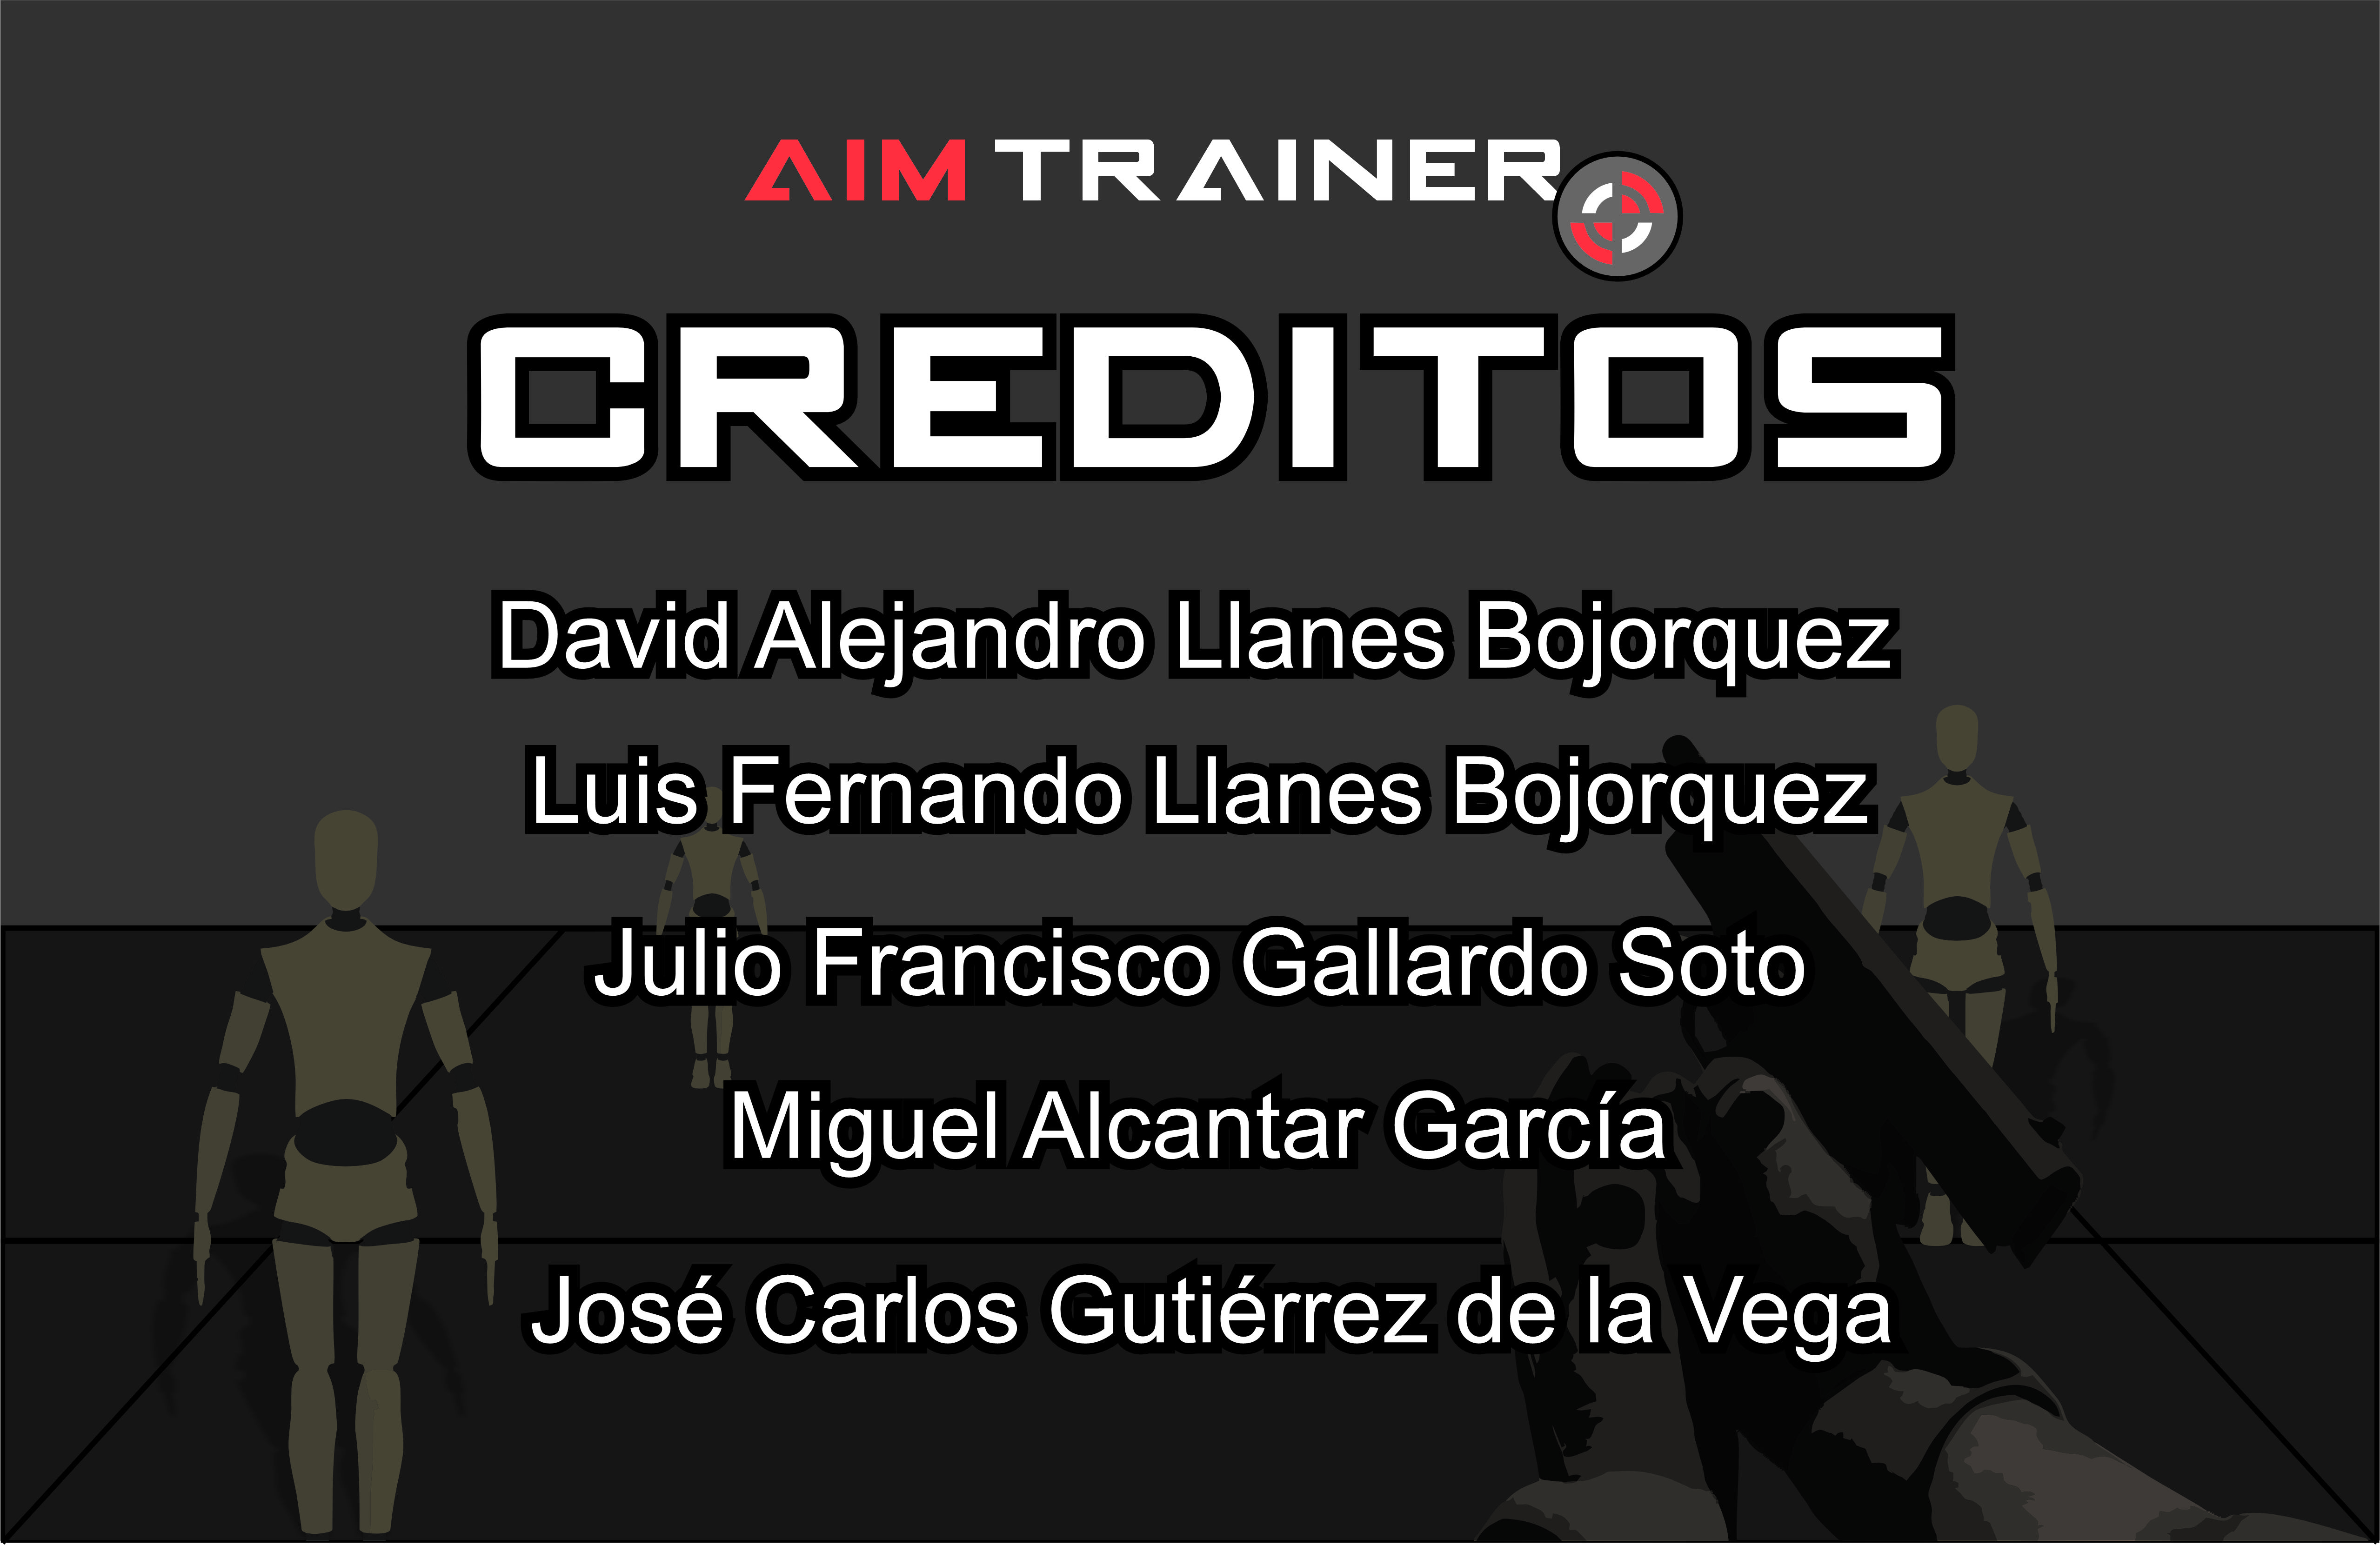 AIM TRAINER
CREDITOS
David Alejandro Llanes Bojorquez
Luis Fernando Llanes Bojorquez
Julio Francisco Gallardo Soto
Miguel Alcantar García
José Carlos Gutiérrez de la Vega